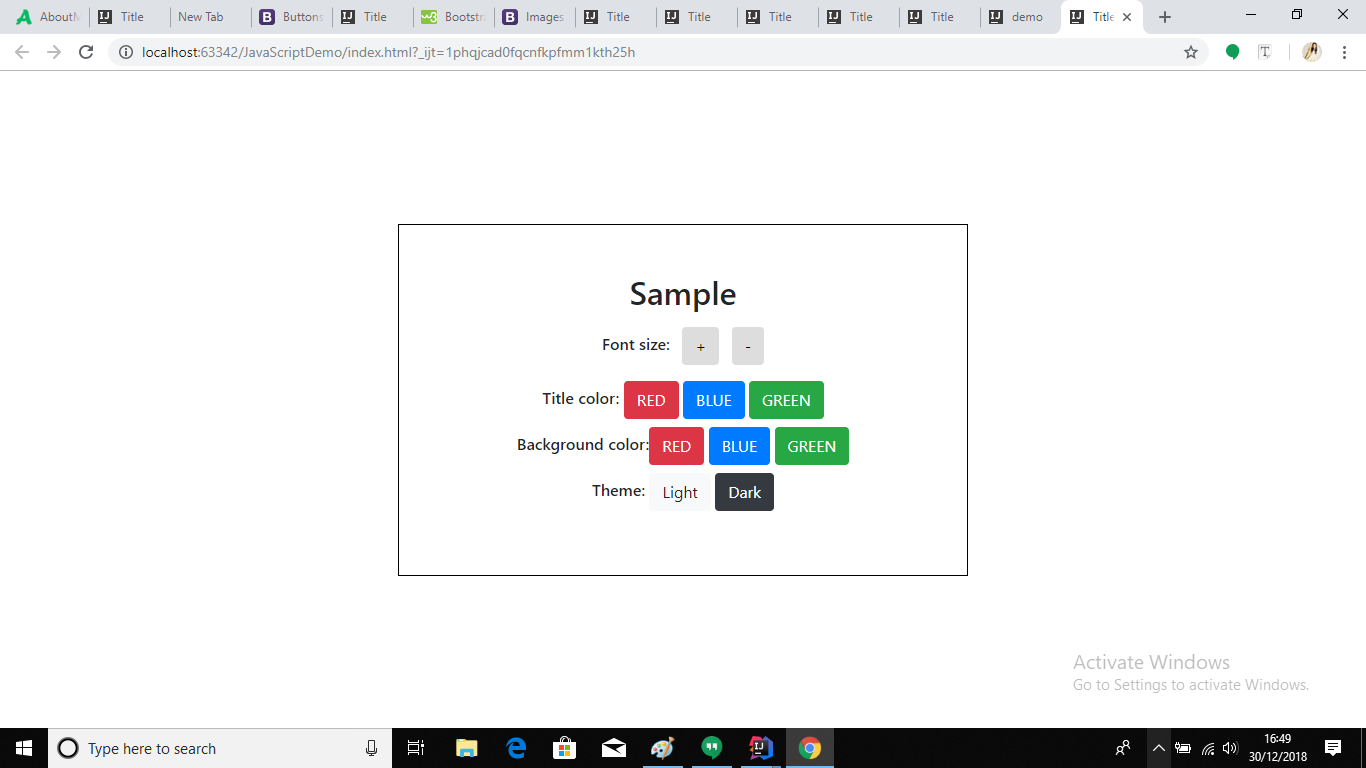 AboutM Title New Tab Buttons Title Bootstra Images Title Title Title Title Title demo Title
localhost:63342/JavaScriptDemo/index.html?_ijt=1phqjcad0fqcnfkpfmm1kth25h
Sample
Font size: + -
Title color: RED BLUE GREEN
Background color: RED BLUE GREEN
Theme: Light Dark
Activate Windows
Go to Settings to activate Windows.
Type here to search
16:49
30/12/2018